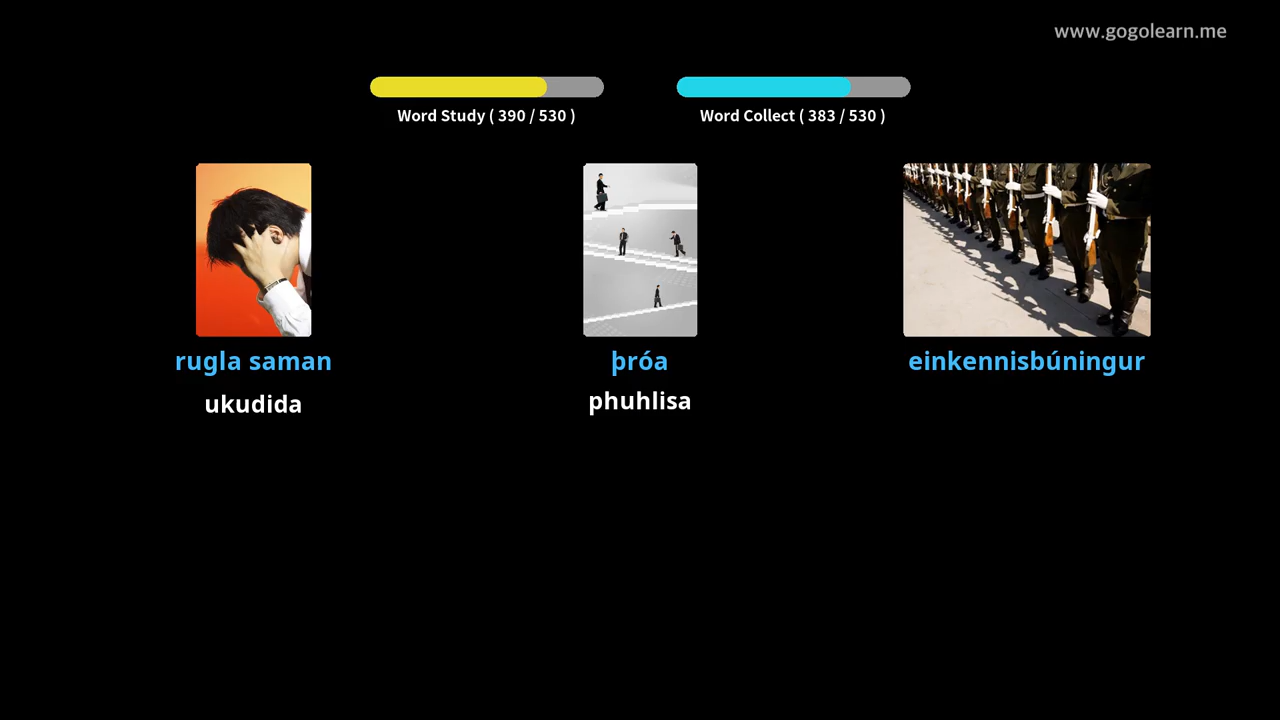 www.gogolearn.me
Word Study ( 390 / 530 )
Word Collect ( 383 / 530 )
rugla saman
þróa
einkennisbúningur
ukudida
phuhlisa